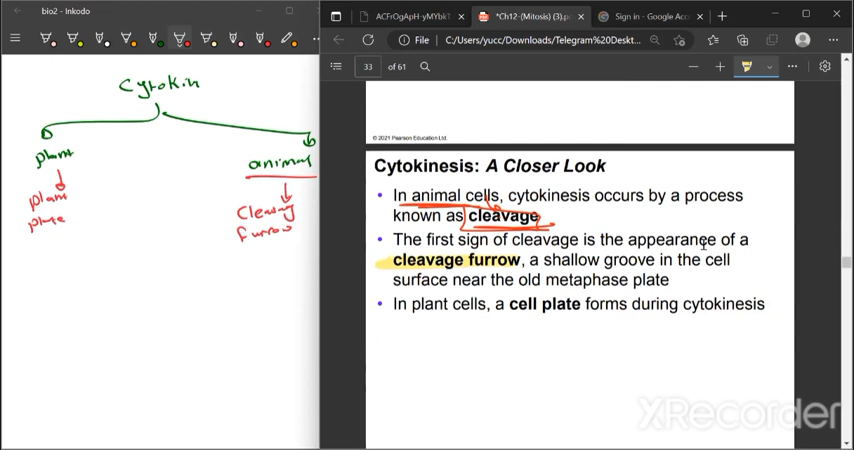 bio2 - Inkodo
ACFrOgApH-yMYbkT
*Ch12-(Mitosis) (3).p
Sign in - Google Acc
File
C:/Users/yucc/Downloads/Telegram%20Deskt...
33 of 61
© 2021 Pearson Education Ltd.
Cytokin
plant
animal
plant
plate
Cleavag
furrow
Cytokinesis: A Closer Look
• In animal cells, cytokinesis occurs by a process
known as cleavage
• The first sign of cleavage is the appearance of a
cleavage furrow, a shallow groove in the cell
surface near the old metaphase plate
• In plant cells, a cell plate forms during cytokinesis
XRecorder